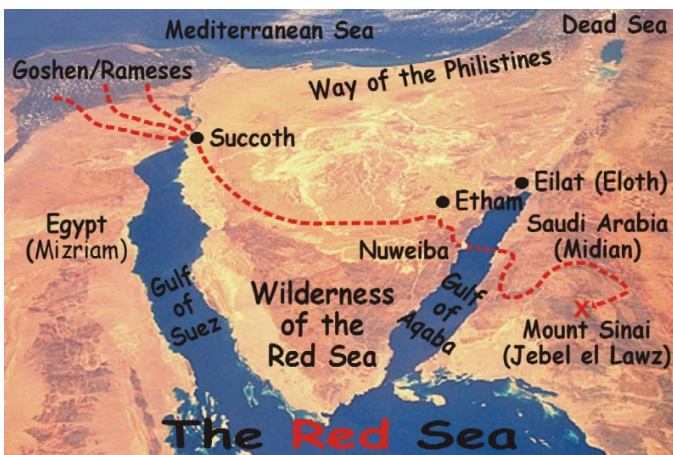 Mediterranean Sea
Dead Sea
Goshen/Rameses
Way of the Philistines
Succoth
Eilat (Eloth)
Etham
Egypt
(Mizriam)
Saudi Arabia
(Midian)
Nuweiba
Gulf
of
Suez
Wilderness
of the
Red Sea
Gulf
of
Aqaba
X
Mount Sinai
(Jebel el Lawz)
The Red Sea